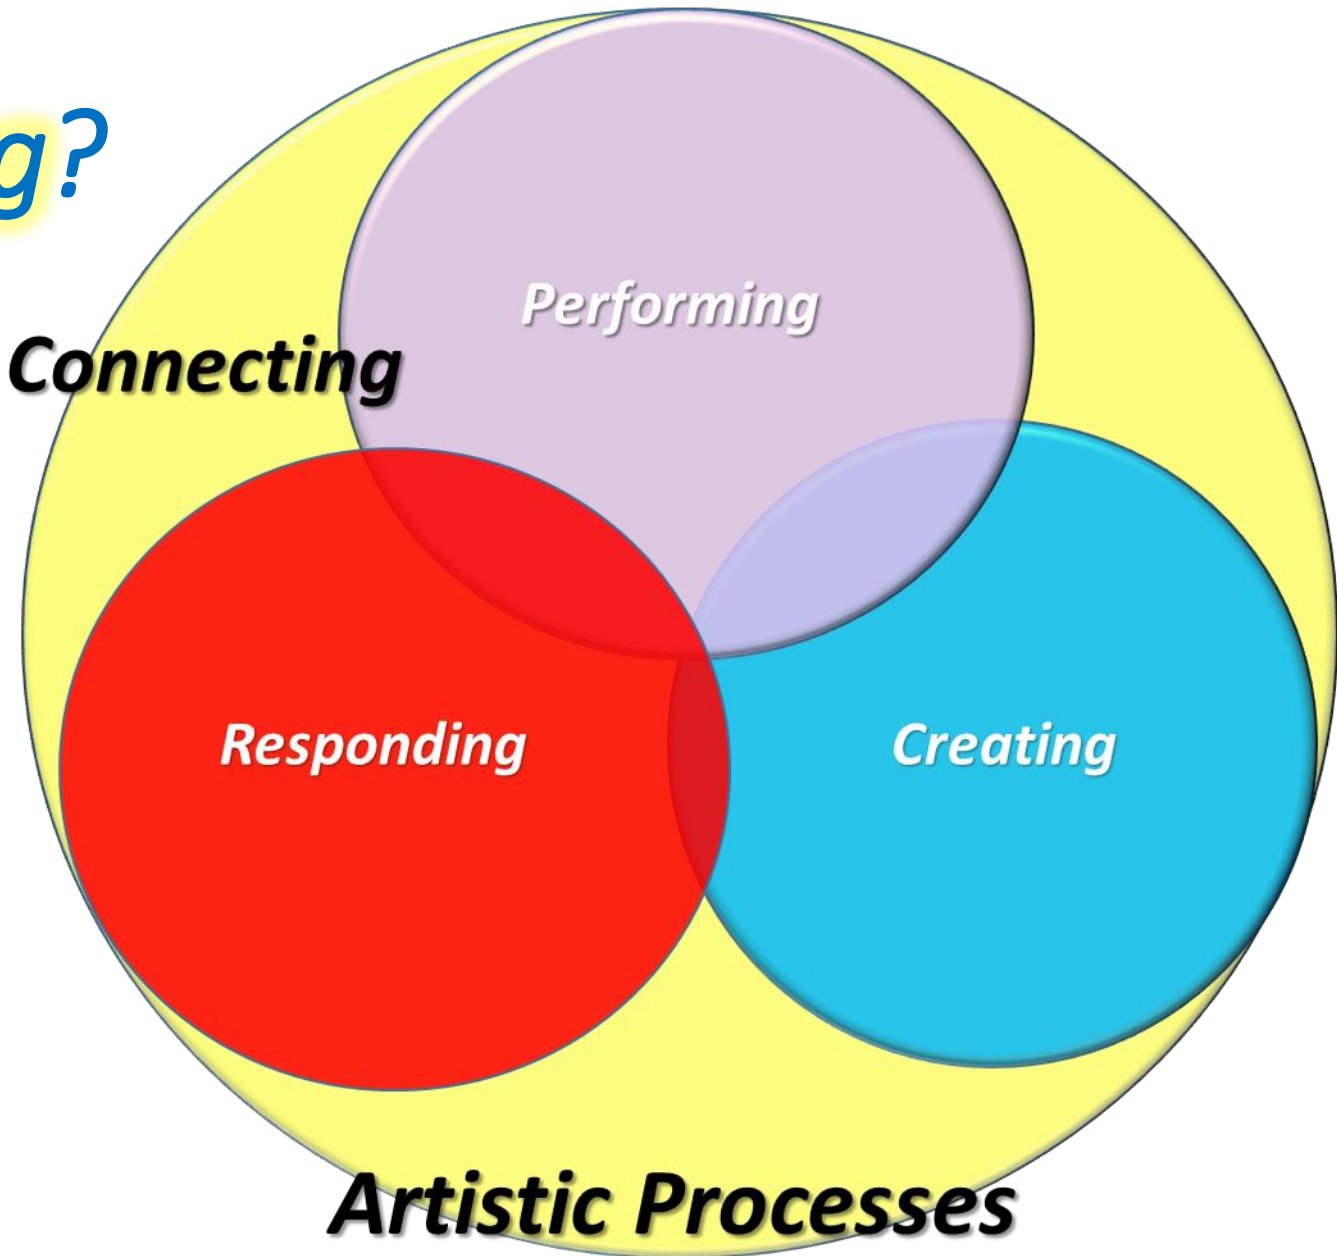 g?
Performing
Connecting
Responding
Creating
Artistic Processes